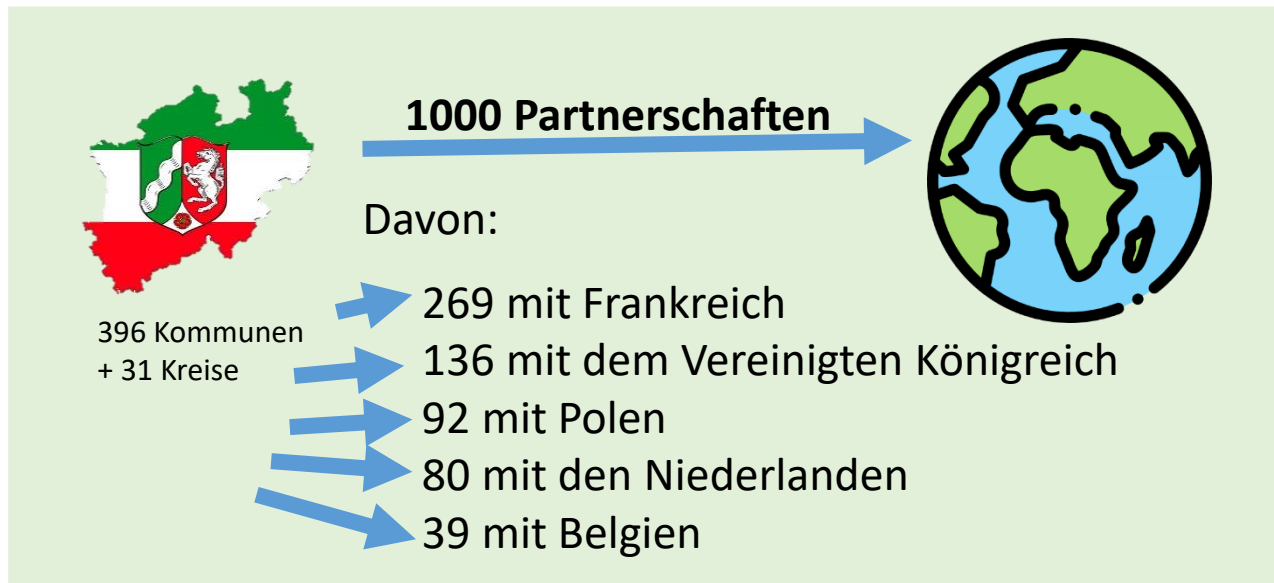 1000 Partnerschaften
Davon:
396 Kommunen
+ 31 Kreise
269 mit Frankreich
136 mit dem Vereinigten Königreich
92 mit Polen
80 mit den Niederlanden
39 mit Belgien